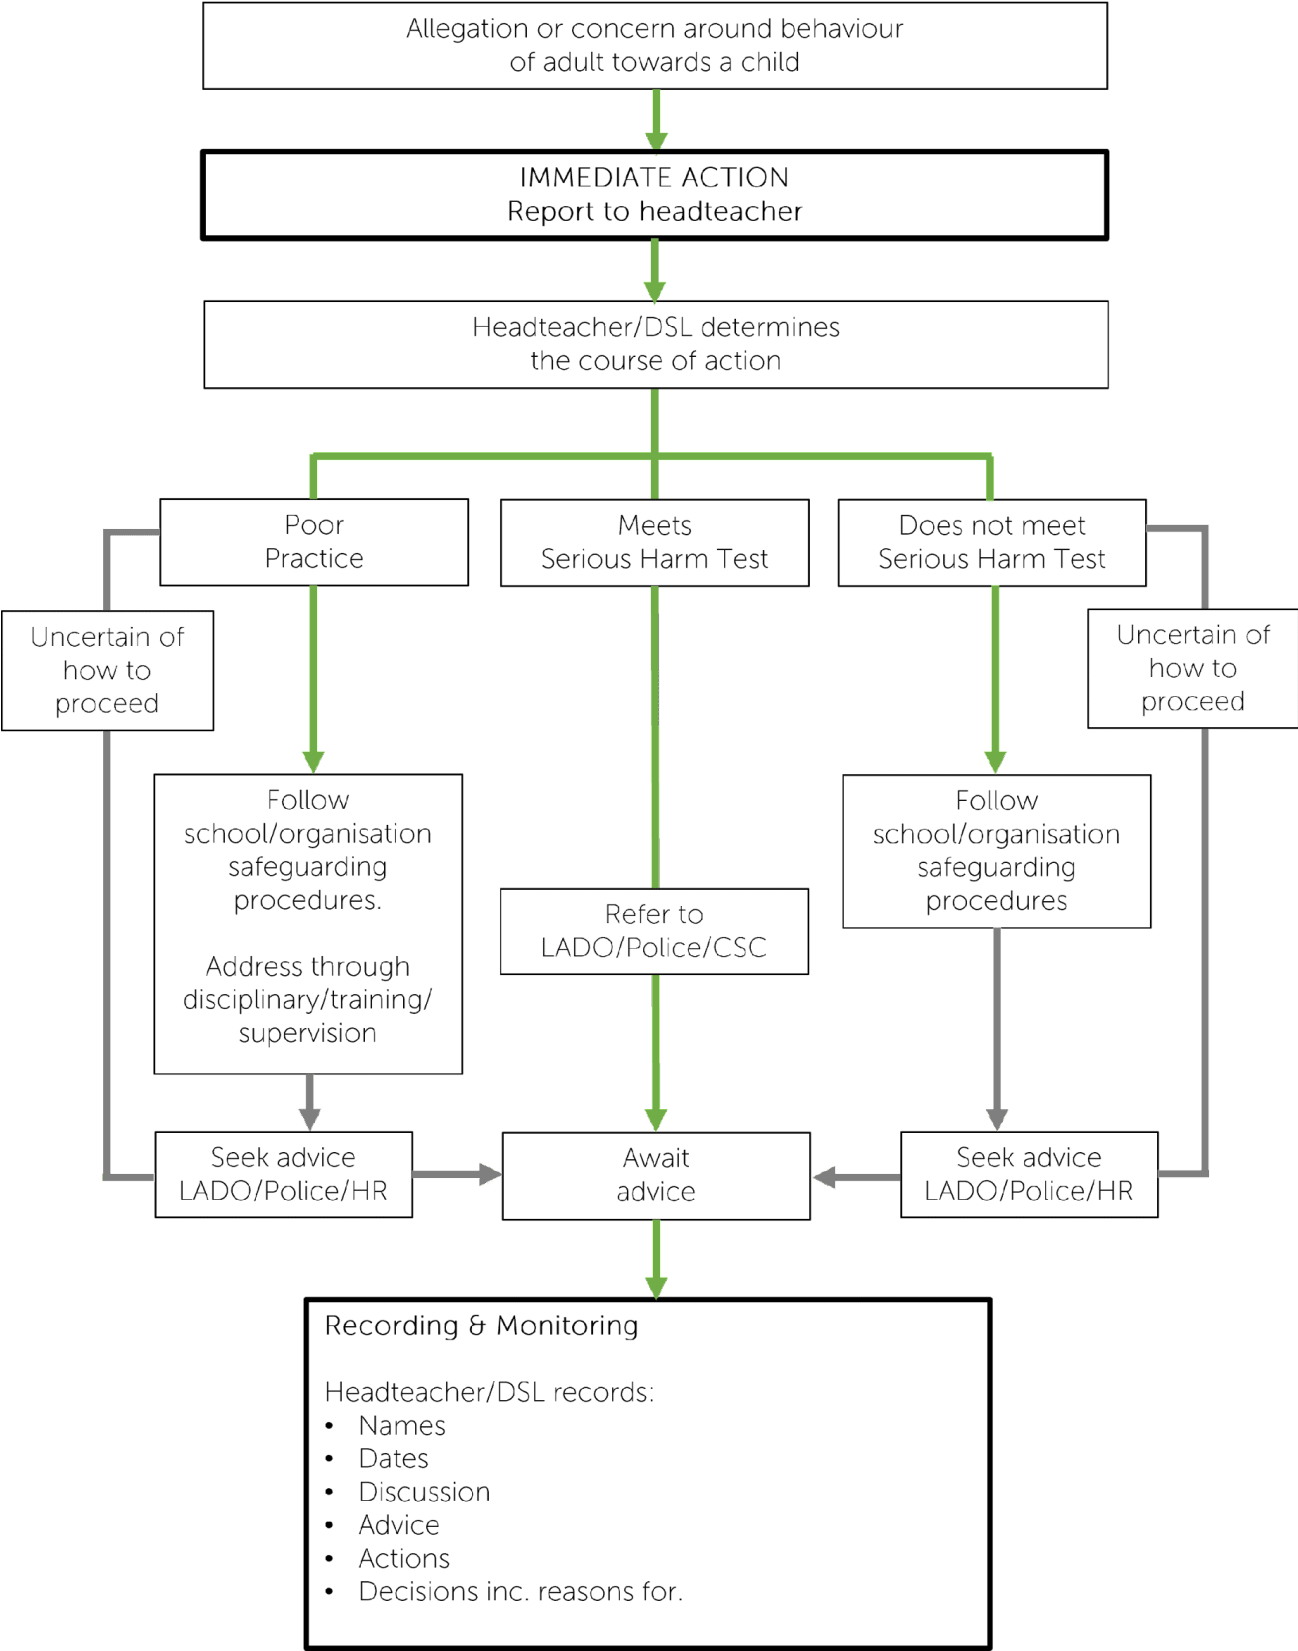 Allegation or concern around behaviour
of adult towards a child
IMMEDIATE ACTION
Report to headteacher
Headteacher/DSL determines
the course of action
Poor
Practice
Meets
Serious Harm Test
Does not meet
Serious Harm Test
Uncertain of
how to
proceed
Uncertain of
how to
proceed
Follow
school/organisation
safeguarding
procedures.
Address through
disciplinary/training/
supervision
Refer to
LADO/Police/CSC
Follow
school/organisation
safeguarding
procedures
Seek advice
LADO/Police/HR
Await
advice
Seek advice
LADO/Police/HR
Recording & Monitoring
Headteacher/DSL records:
• Names
• Dates
• Discussion
• Advice
• Actions
• Decisions inc. reasons for.